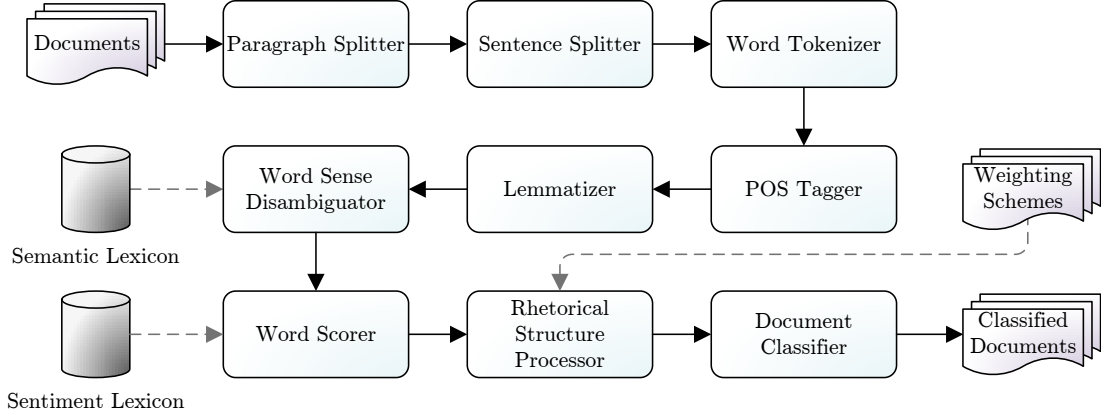 Documents
Paragraph Splitter
Sentence Splitter
Word Tokenizer
Word Sense
Disambiguator
Lemmatizer
POS Tagger
Weighting
Schemes
Semantic Lexicon
Word Scorer
Rhetorical
Structure
Processor
Document
Classifier
Classified
Documents
Sentiment Lexicon